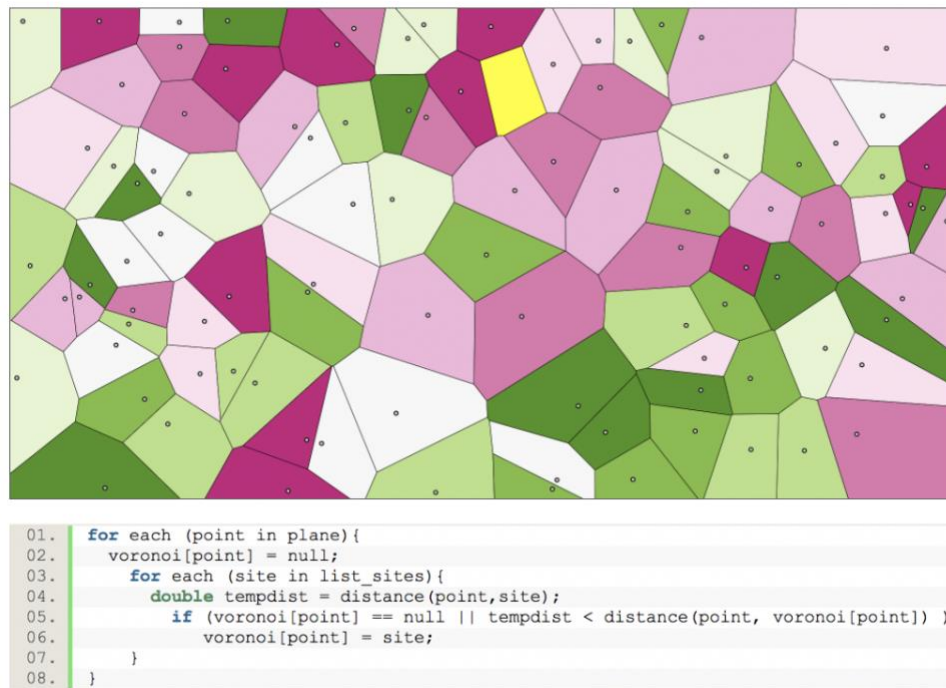 01. for each (point in plane){
02. voronoi[point] = null;
03. for each (site in list_sites){
04. double tempdist = distance(point,site);
05. if (voronoi[point] == null || tempdist < distance(point, voronoi[point]) )
06. voronoi[point] = site;
07. }
08. }